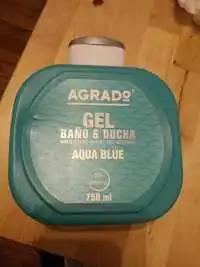 AGRADO
GEL
BAÑO & DUCHA
AQUA BLUE
750 ml